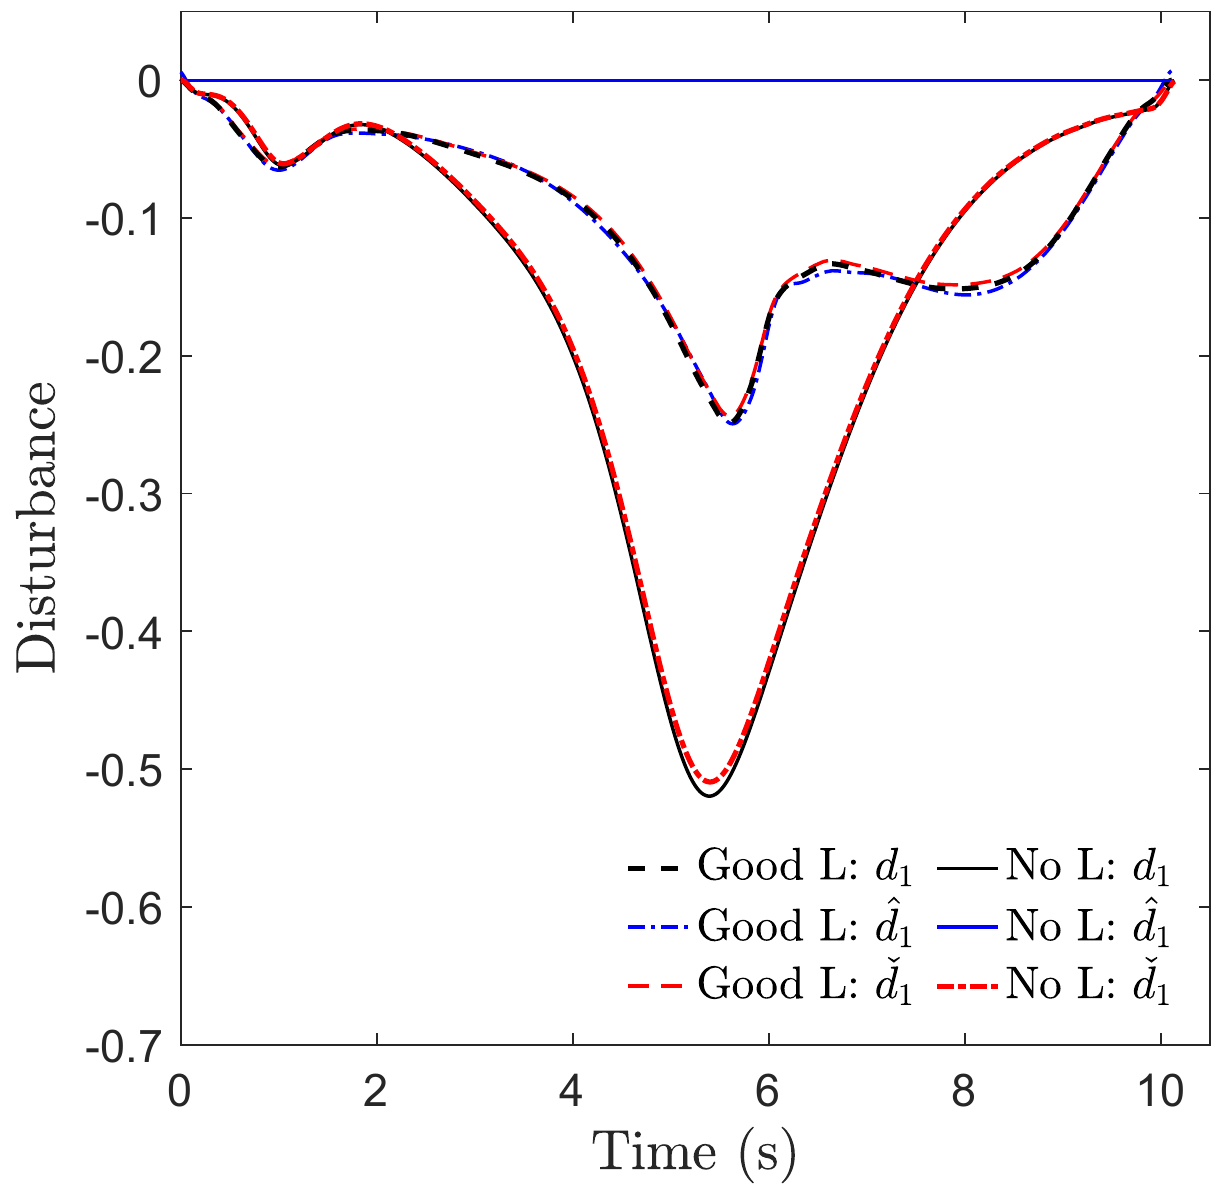 0
-0.1
-0.2
-0.3
-0.4
-0.5
-0.6
-0.7
Disturbance
Good L: d₁ No L: d₁
Good L: d̂₁ No L: d̂₁
Good L: ď₁ No L: ď₁
0 2 4 6 8 10
Time (s)